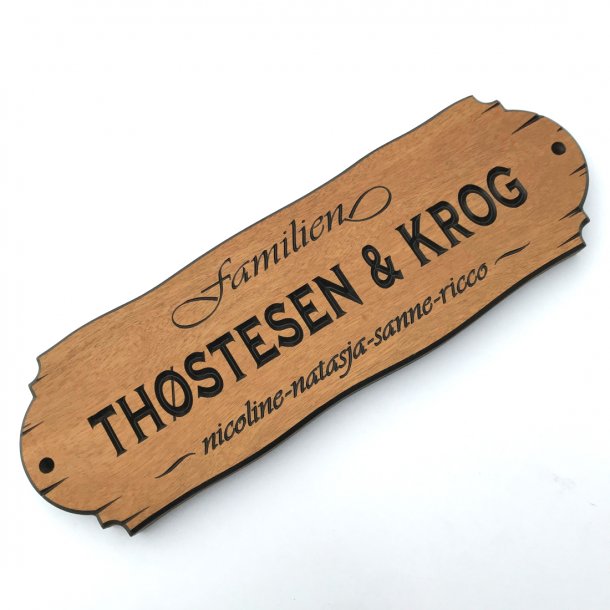 Familien
THØSTESEN & KROG
~ nicoline-natasja-sanne-ricco ~